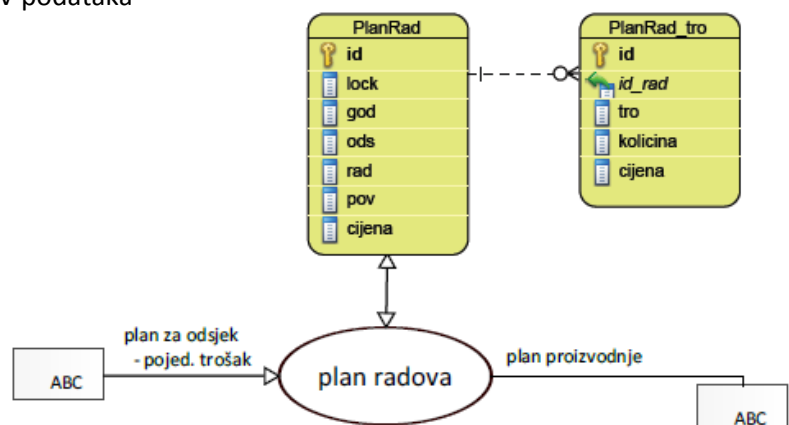 v podataka
PlanRad
id
lock
god
ods
rad
pov
cijena
PlanRad_tro
id
id_rad
tro
kolicina
cijena
plan za odsjek
- pojed. trošak
ABC
plan radova
plan proizvodnje
ABC